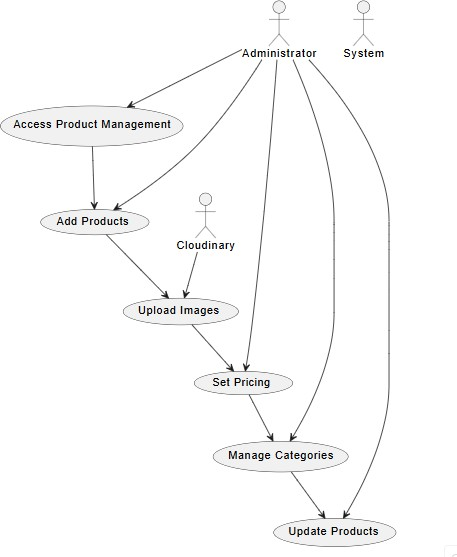 Administrator
System
Access Product Management
Add Products
Cloudinary
Upload Images
Set Pricing
Manage Categories
Update Products